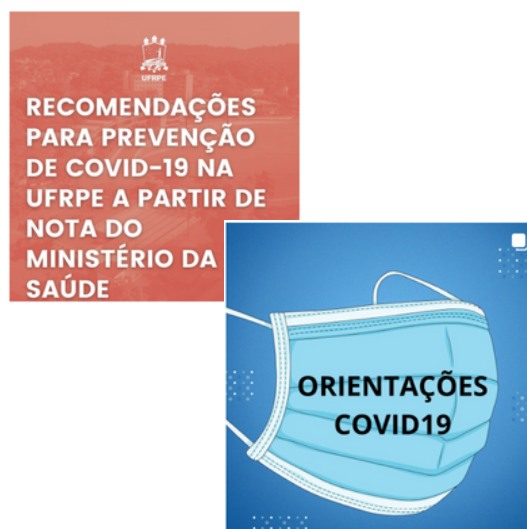 UFRPE
RECOMENDAÇÕES
PARA PREVENÇÃO
DE COVID-19 NA
UFRPE A PARTIR DE
NOTA DO
MINISTÉRIO DA
SAÚDE
ORIENTAÇÕES
COVID19